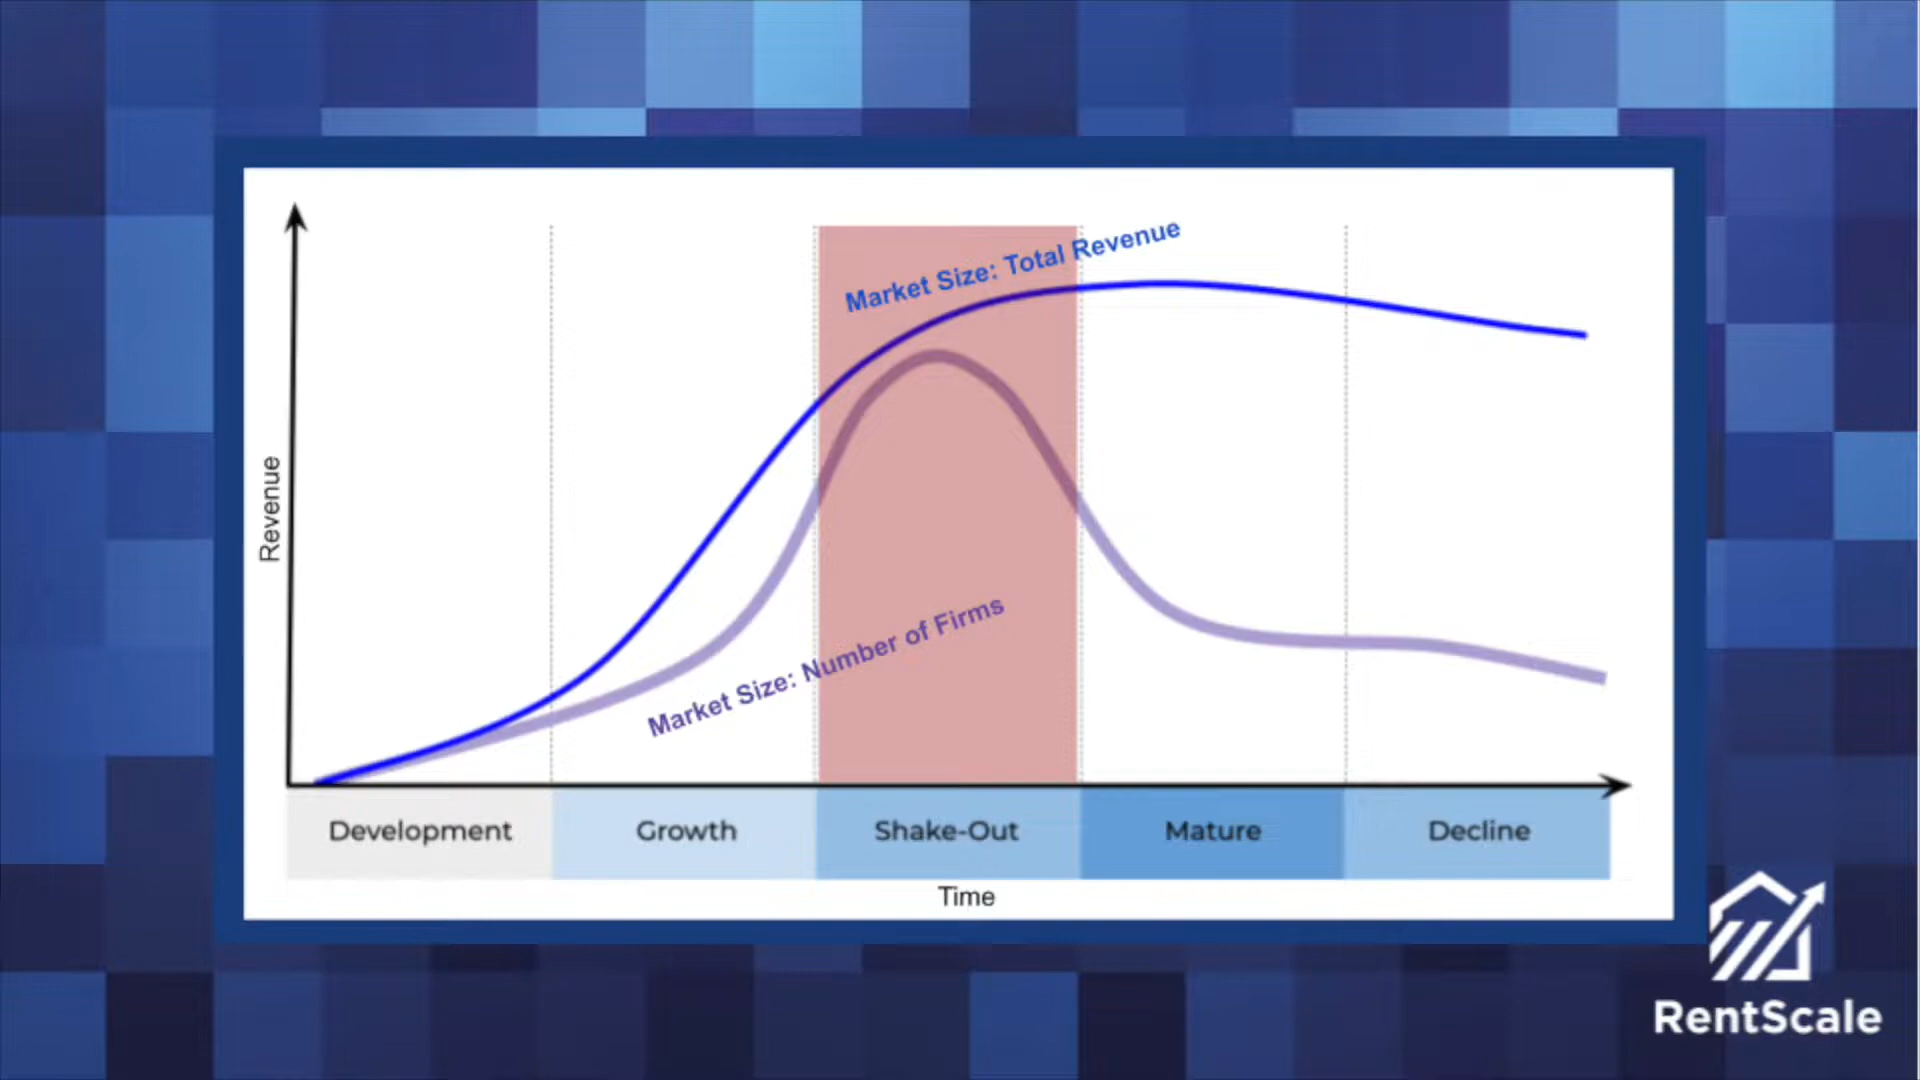 Market Size: Total Revenue
Revenue
Market Size: Number of Firms
Development
Growth
Shake-Out
Mature
Decline
Time
RentScale